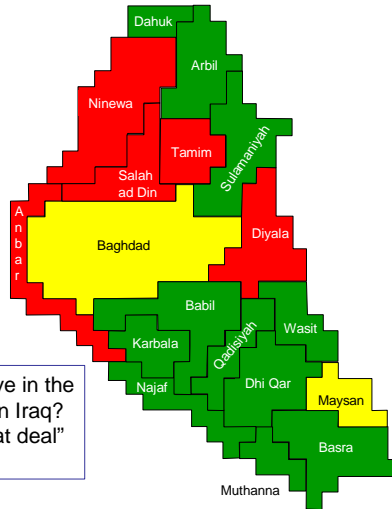 Dahuk
Arbil
Ninewa
Tamim
Sulamaniyah
Salah
ad Din
Anbar
Diyala
Baghdad
Babil
Wasit
Karbala
Qadisiyah
Najaf
Dhi Qar
Maysan
Basra
Muthanna
ve in the
n Iraq?
at deal”